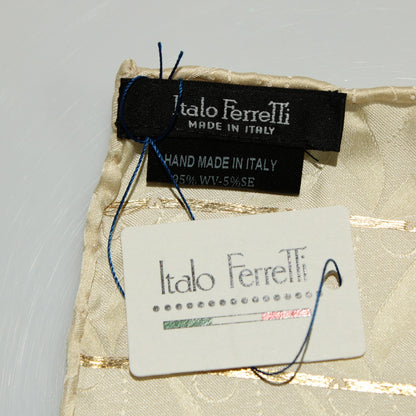 Italo Ferretti
MADE IN ITALY
HAND MADE IN ITALY
95% WV-5%SE
Italo Ferretti